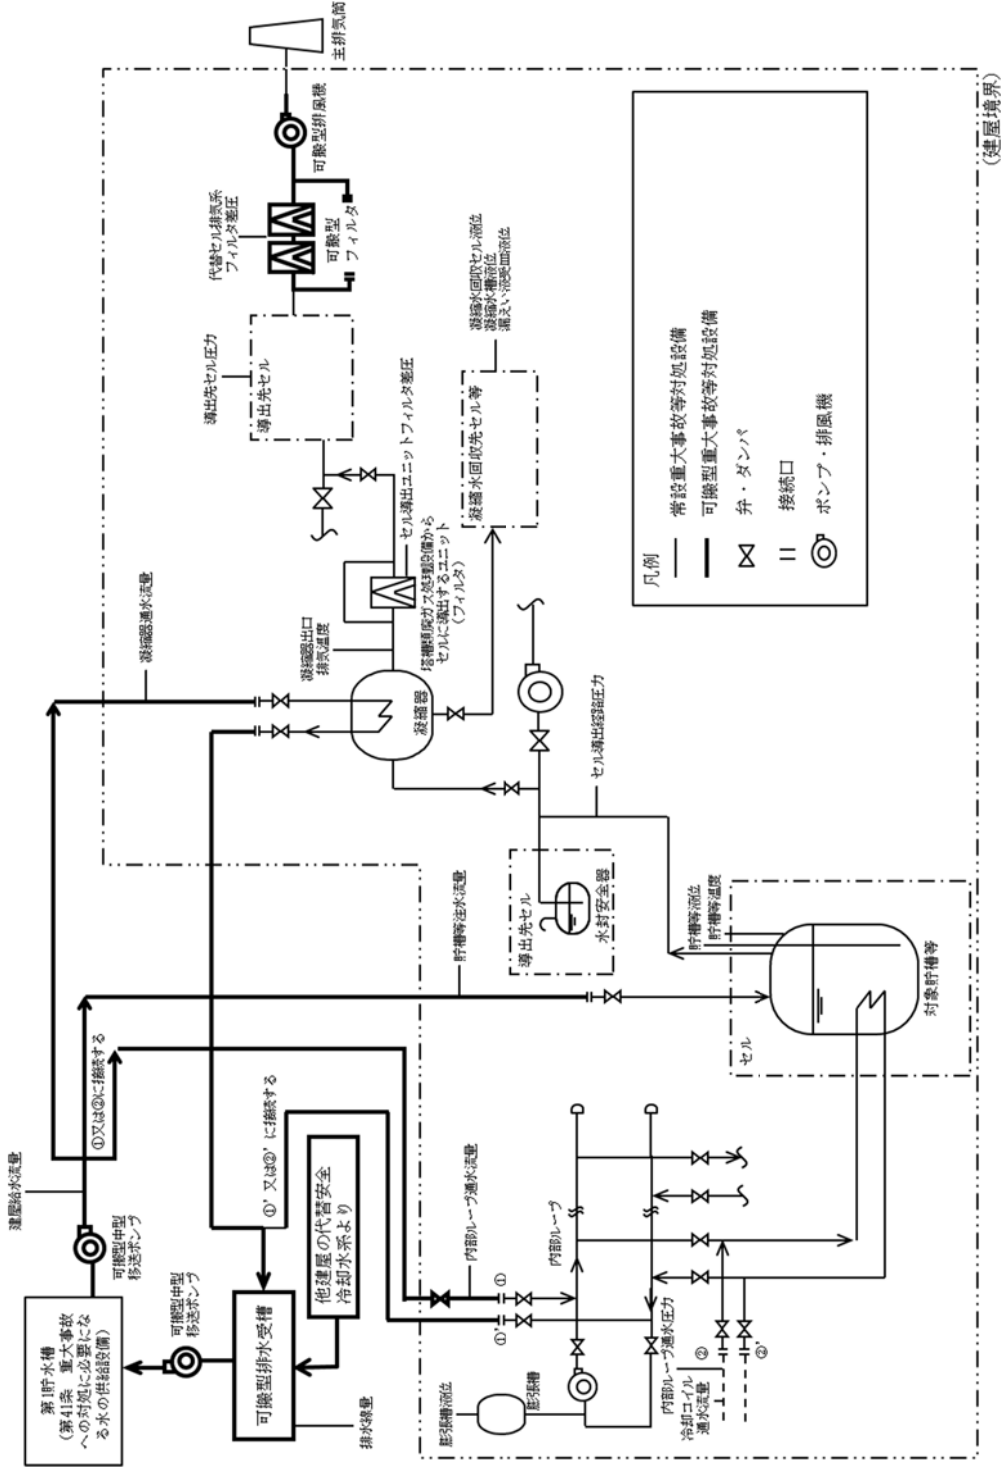 第1貯水槽
(第41条　重大事故
への対処に必要にな
る水の供給設備)
可搬型中型
移送ポンプ
建屋給水流量
①又は②に接続する
可搬型中型
移送ポンプ
可搬型排水受槽
排水線量
他建屋の代替安全
冷却水系より
①’又は②’に接続する
凝縮器通水流量
貯槽等注水流量
内部ループ通水流量
①
①’
内部ループ
膨張槽液位
膨張槽
内部ループ通水圧力
冷却コイル
通水流量
②
②’
セル
対象貯槽等
貯槽等液位
貯槽等温度
導出先セル
水封安全器
セル導出経路圧力
凝縮器
凝縮器出口
排気温度
塔槽類廃ガス処理設備から
セルに導出するユニット
(フィルタ)
セル導出ユニットフィルタ差圧
凝縮水回収先セル等
凝縮水回収セル液位
凝縮水槽液位
漏えい液受皿液位
導出先セル圧力
導出先セル
代替セル排気系
フィルタ差圧
可搬型
フィルタ
可搬型排風機
主排気筒
(建屋境界)
凡例
常設重大事故等対処設備
可搬型重大事故等対処設備
弁・ダンパ
接続口
ポンプ・排風機